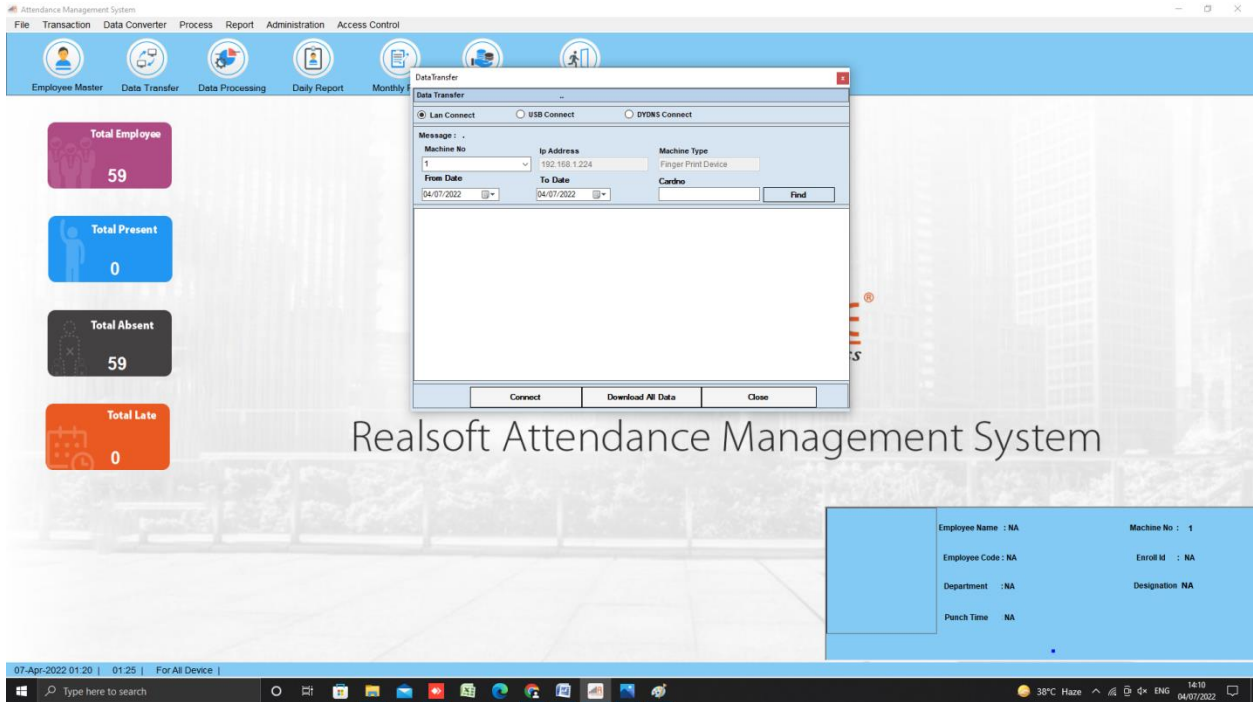 Attendance Management System
File Transaction Data Converter Process Report Administration Access Control
Employee Master Data Transfer Data Processing Daily Report Monthly
DataTransfer
x
Data Transfer ..
Lan Connect USB Connect DYDNS Connect
Message : .
Machine No Ip Address Machine Type
1 192.168.1.224 Finger Print Device
From Date To Date Cardno
04/07/2022 04/07/2022 Find
Connect Download All Data Close
Total Employee
59
Total Present
0
Total Absent
59
Total Late
0
®
Realsoft Attendance Management System
Employee Name : NA Machine No : 1
Employee Code : NA Enroll Id : NA
Department :NA Designation NA
Punch Time NA
07-Apr-2022 01:20 | 01:25 | For All Device |
Type here to search
38°C Haze ENG 14:10
04/07/2022